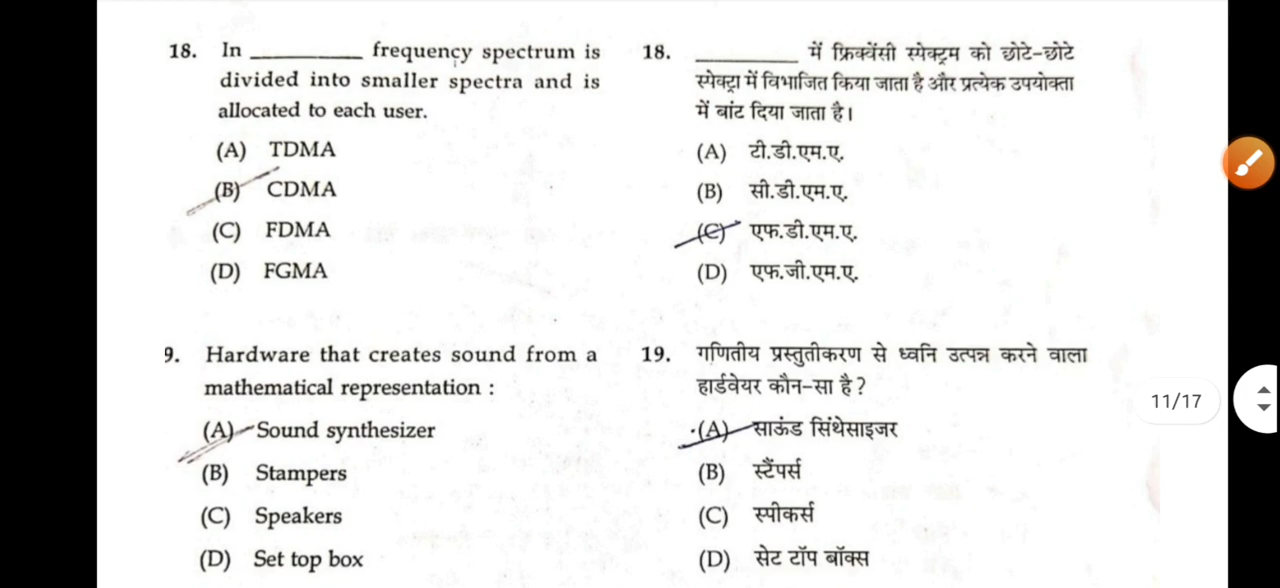 18. In __________ frequency spectrum is
divided into smaller spectra and is
allocated to each user.
(A) TDMA
(B) CDMA
(C) FDMA
(D) FGMA
9. Hardware that creates sound from a
mathematical representation :
(A) Sound synthesizer
(B) Stampers
(C) Speakers
(D) Set top box
18. __________ में फ्रिक्वेंसी स्पेक्ट्रम को छोटे-छोटे
स्पेक्ट्रा में विभाजित किया जाता है और प्रत्येक उपयोक्ता
में बांट दिया जाता है।
(A) टी.डी.एम.ए.
(B) सी.डी.एम.ए.
(C) एफ.डी.एम.ए.
(D) एफ.जी.एम.ए.
19. गणितीय प्रस्तुतीकरण से ध्वनि उत्पन्न करने वाला
हार्डवेयर कौन-सा है?
(A) साऊंड सिंथेसाइजर
(B) स्टैंपर्स
(C) स्पीकर्स
(D) सेट टॉप बॉक्स
11/17